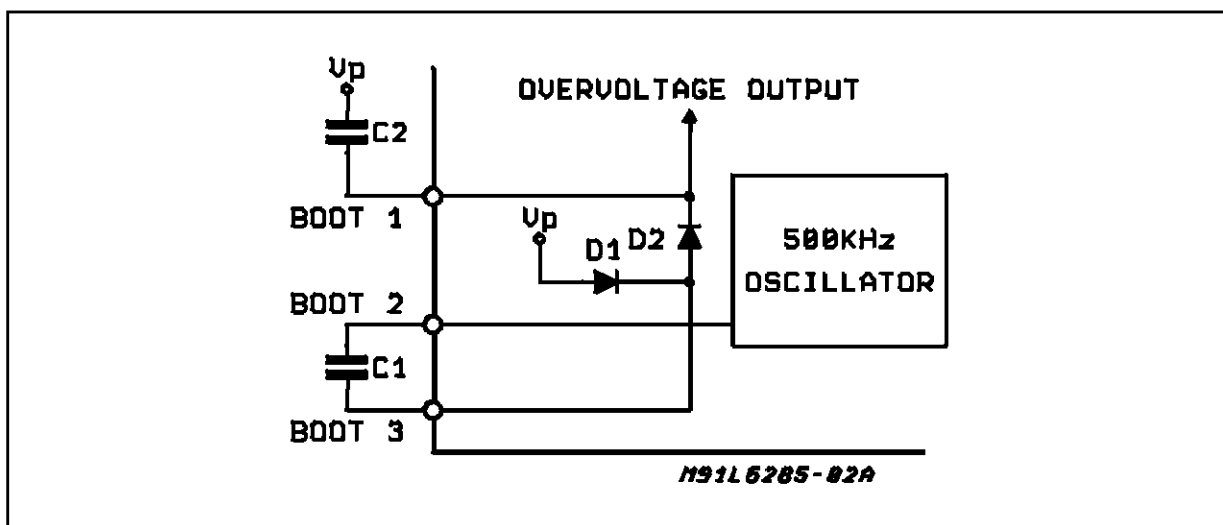 Vp
OVERVOLTAGE OUTPUT
C2
BOOT 1
Vp
D1
D2
500KHz
OSCILLATOR
BOOT 2
C1
BOOT 3
M91L6285-02A